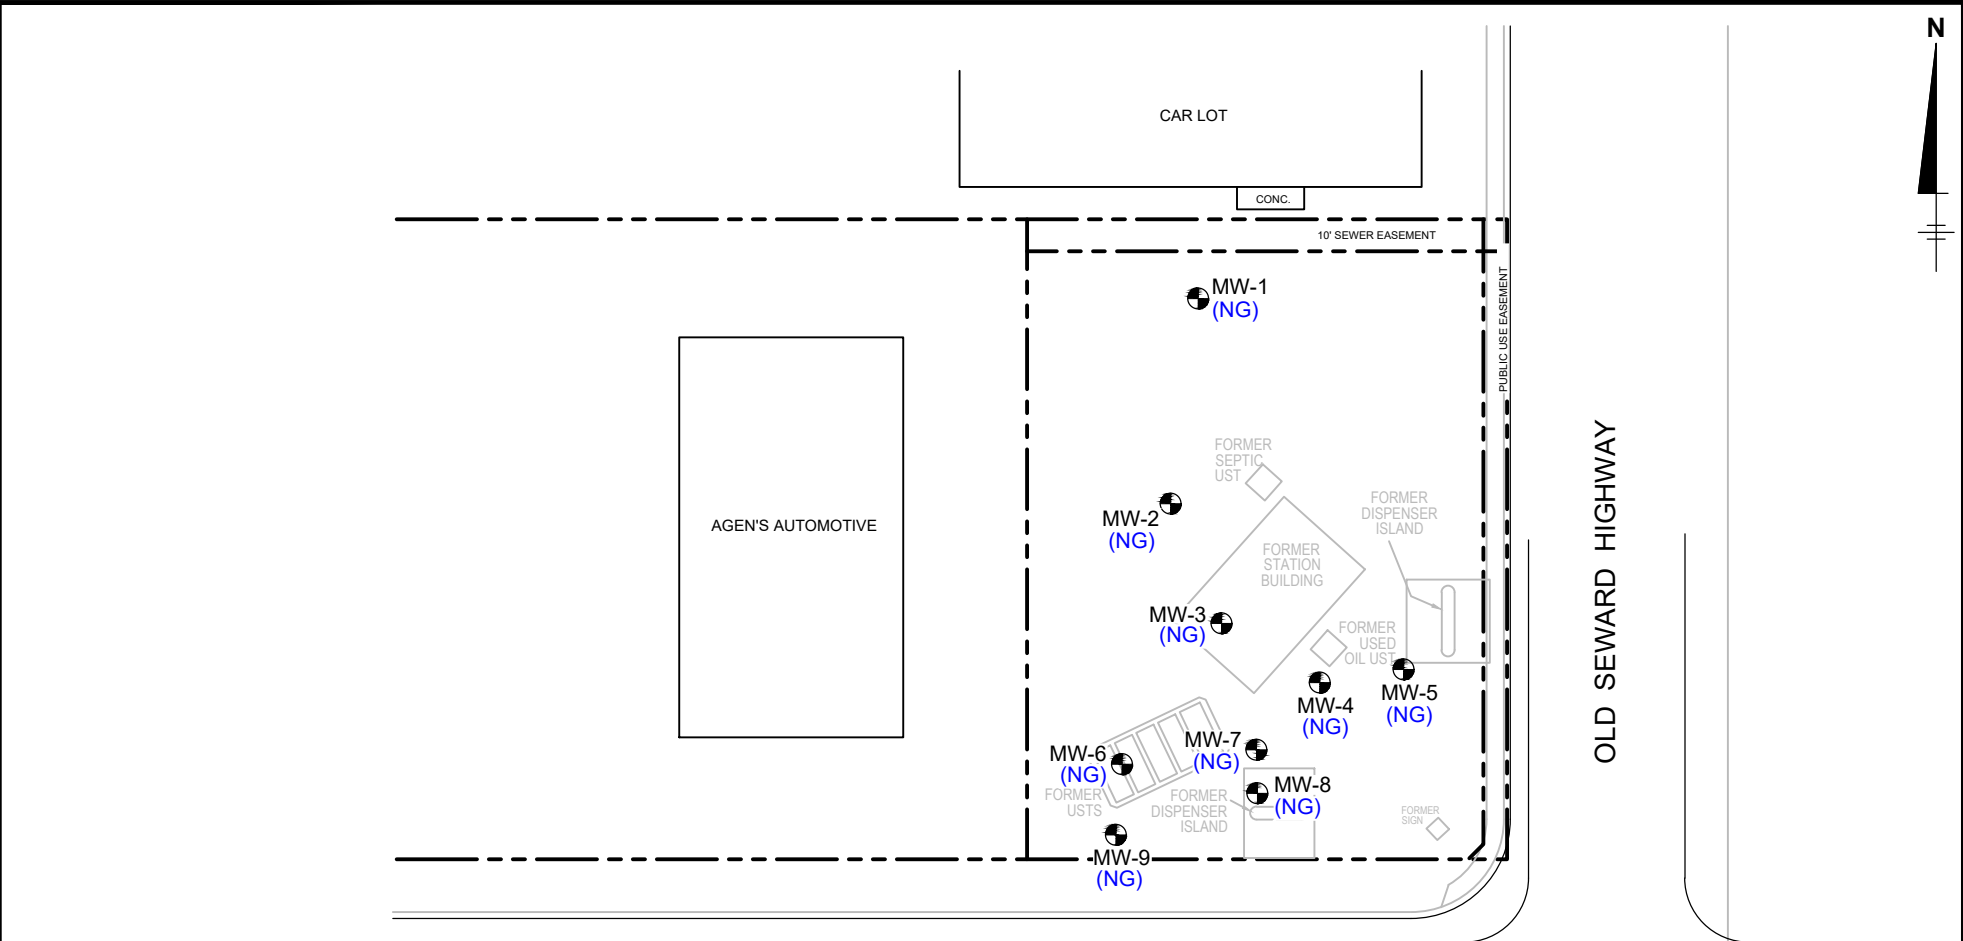 N
CAR LOT
CONC.
10' SEWER EASEMENT
PUBLIC USE EASEMENT
MW-1
(NG)
FORMER
SEPTIC
UST
FORMER
DISPENSER
ISLAND
MW-2
(NG)
AGEN'S AUTOMOTIVE
FORMER
STATION
BUILDING
OLD SEWARD HIGHWAY
MW-3
(NG)
FORMER
USED
OIL UST
MW-4
(NG)
MW-5
(NG)
MW-6
(NG)
MW-7
(NG)
MW-8
(NG)
FORMER
USTS
FORMER
DISPENSER
ISLAND
FORMER
SIGN
MW-9
(NG)